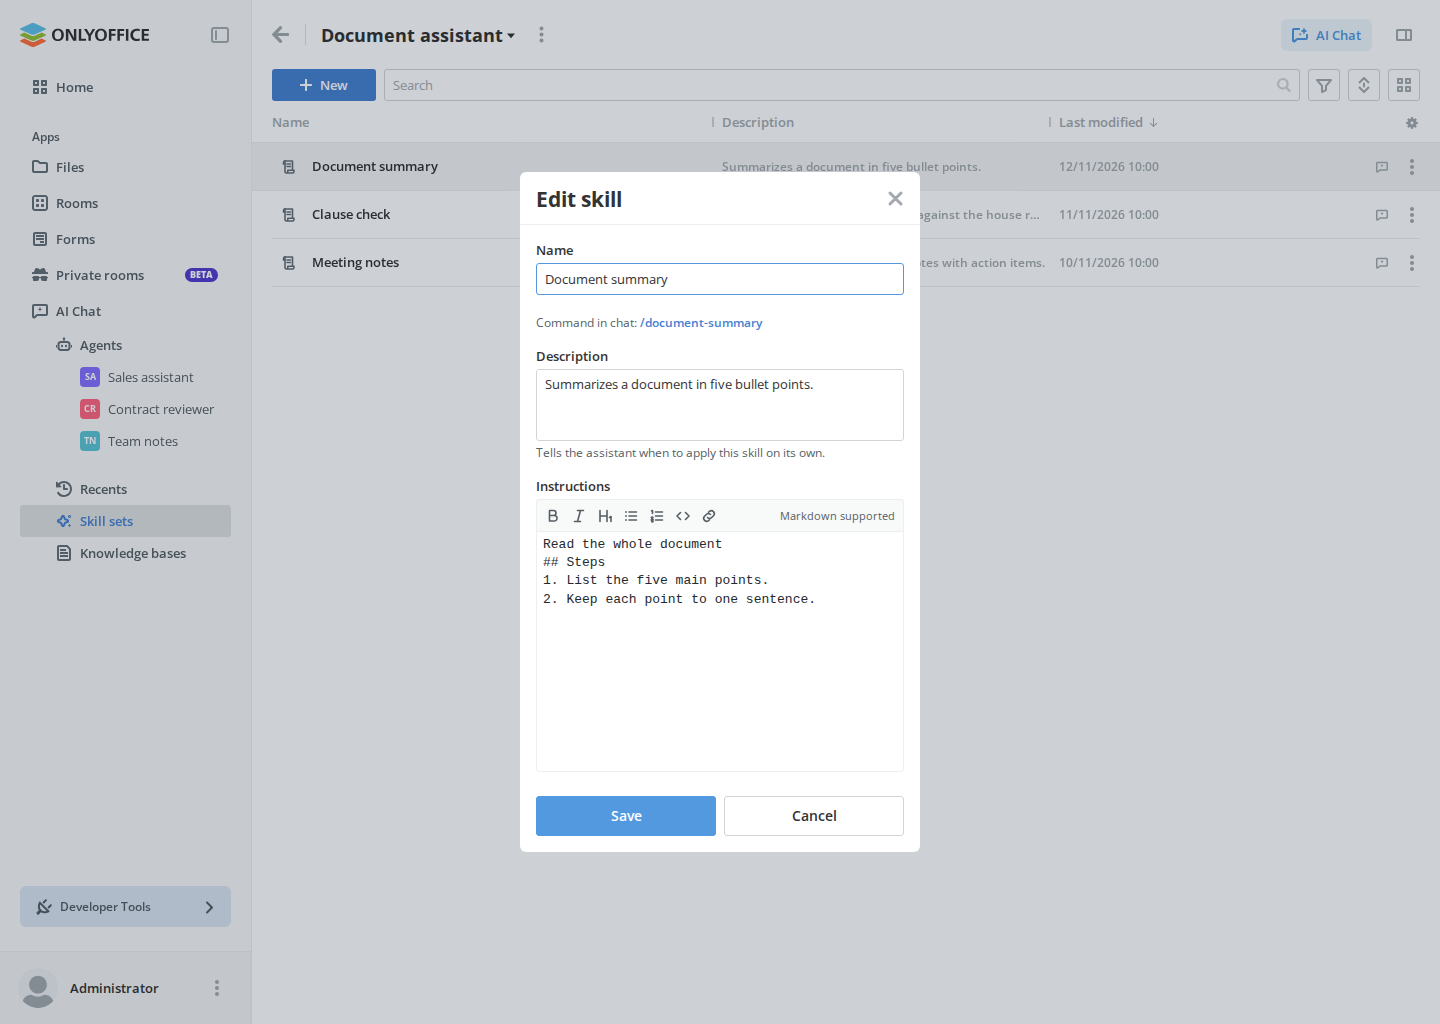 ONLYOFFICE
Home
Apps
Files
Rooms
Forms
Private rooms BETA
AI Chat
Agents
SA Sales assistant
CR Contract reviewer
TN Team notes
Recents
Skill sets
Knowledge bases
Developer Tools
Administrator
Document assistant
AI Chat
New
Search
Name Description Last modified
Document summary Summarizes a document in five bullet points. 12/11/2026 10:00
Clause check against the house r... 11/11/2026 10:00
Meeting notes with action items. 10/11/2026 10:00
Edit skill
Name
Document summary
Command in chat: /document-summary
Description
Summarizes a document in five bullet points.
Tells the assistant when to apply this skill on its own.
Instructions
Markdown supported
Read the whole document
## Steps
1. List the five main points.
2. Keep each point to one sentence.
Save Cancel